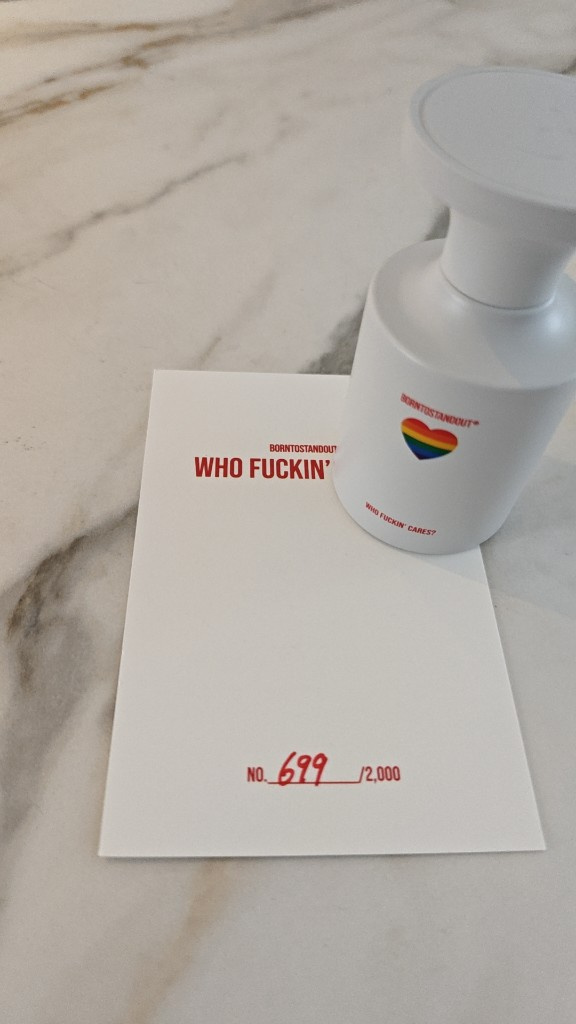 BORNTOSTANDOUT®
WHO FUCKIN' CARES?
BORNTOSTANDOUT
WHO FUCKIN'
NO. 699 /2,000